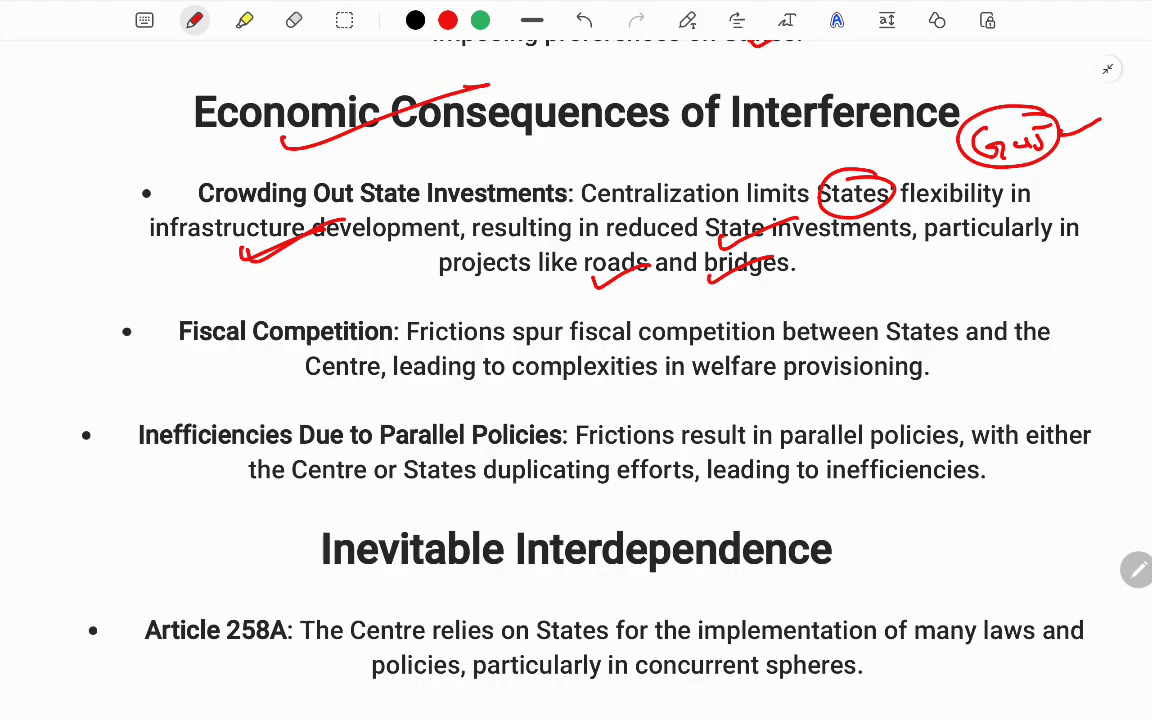 Economic Consequences of Interference
• Crowding Out State Investments: Centralization limits States' flexibility in
infrastructure development, resulting in reduced State investments, particularly in
projects like roads and bridges.
• Fiscal Competition: Frictions spur fiscal competition between States and the
Centre, leading to complexities in welfare provisioning.
• Inefficiencies Due to Parallel Policies: Frictions result in parallel policies, with either
the Centre or States duplicating efforts, leading to inefficiencies.
Inevitable Interdependence
• Article 258A: The Centre relies on States for the implementation of many laws and
policies, particularly in concurrent spheres.